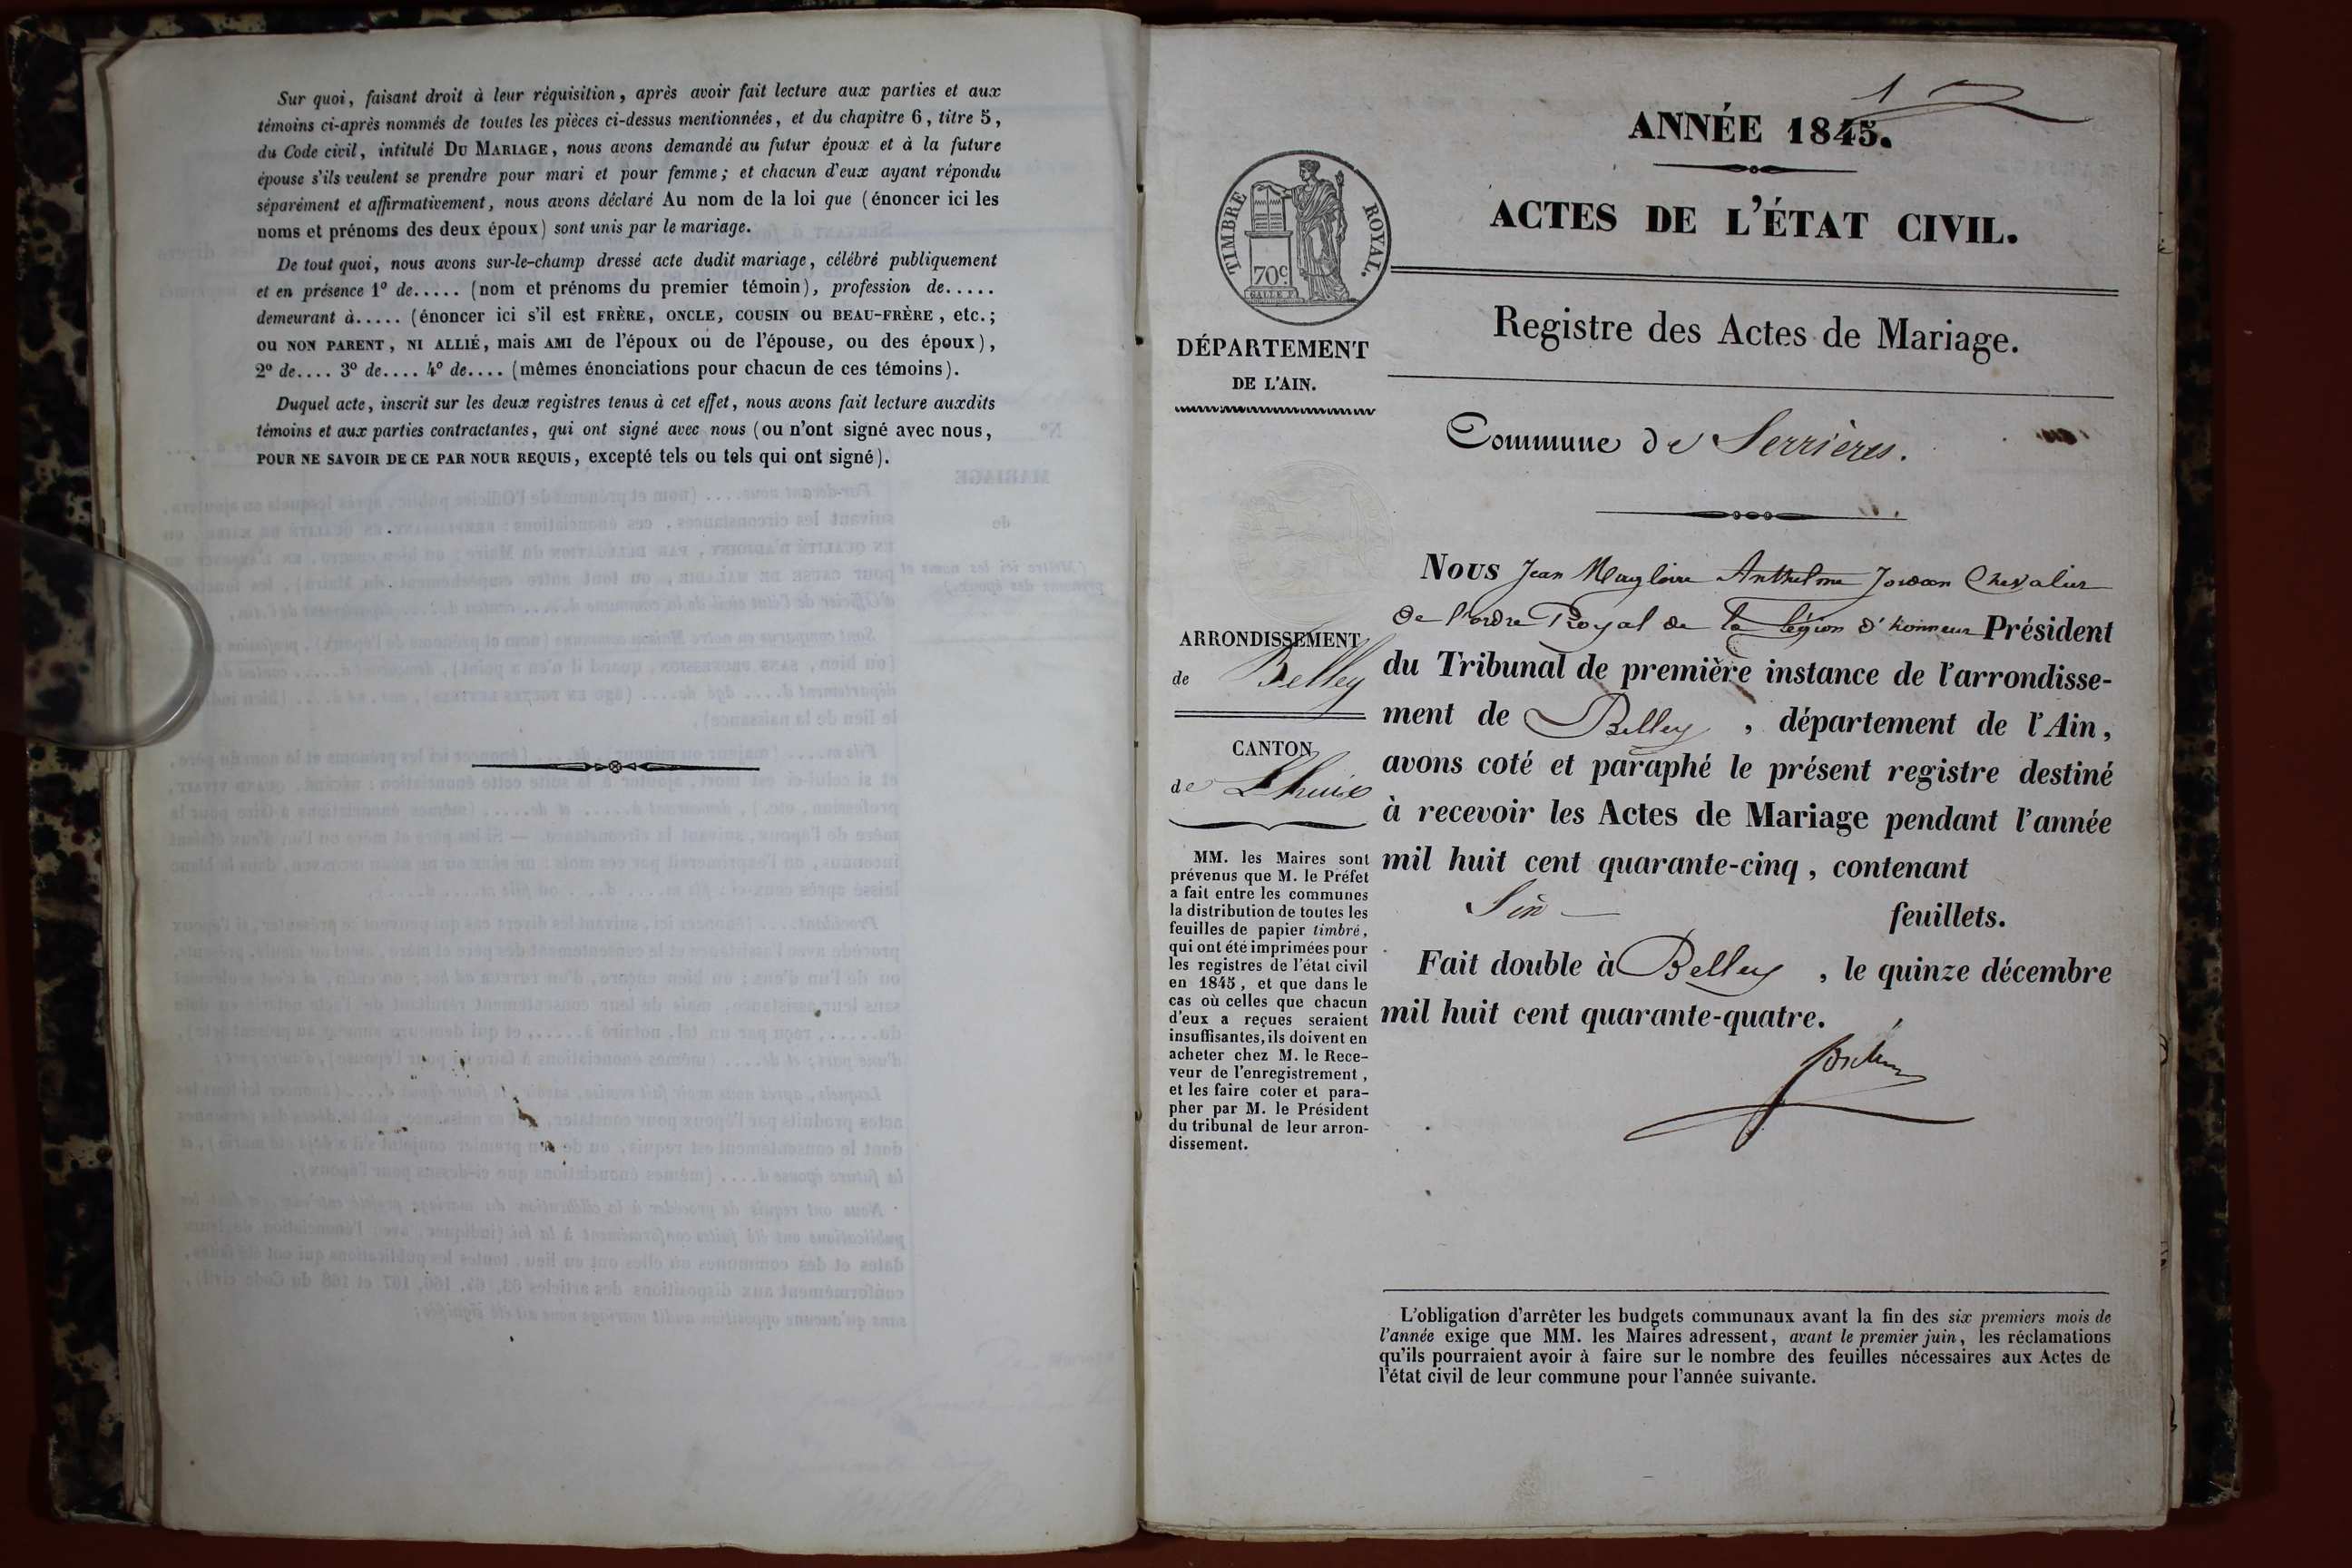 Sur quoi, faisant droit à leur réquisition, après avoir fait lecture aux parties et aux
témoins ci-après nommés de toutes les pièces ci-dessus mentionnées, et du chapitre 6, titre 5,
du Code civil, intitulé DU MARIAGE, nous avons demandé au futur époux et à la future
épouse s'ils veulent se prendre pour mari et pour femme; et chacun d'eux ayant répondu
séparément et affirmativement, nous avons déclaré Au nom de la loi que (énoncer ici les
noms et prénoms des deux époux) sont unis par le mariage.
De tout quoi, nous avons sur-le-champ dressé acte dudit mariage, célébré publiquement
et en présence 1º de..... (nom et prénoms du premier témoin), profession de.....
demeurant à..... (énoncer ici s'il est FRÈRE, ONCLE, COUSIN OU BEAU-FRÈRE, etc.;
OU NON PARENT, NI ALLIÉ, mais AMI de l'époux ou de l'épouse, ou des époux),
2º de.... 3º de.... 4º de.... (mêmes énonciations pour chacun de ces témoins).
Duquel acte, inscrit sur les deux registres tenus à cet effet, nous avons fait lecture auxdits
témoins et aux parties contractantes, qui ont signé avec nous (ou n'ont signé avec nous,
POUR NE SAVOIR DE CE PAR NOUR REQUIS, excepté tels ou tels qui ont signé).
1
ANNÉE 1845.
ACTES DE L'ÉTAT CIVIL.
TIMBRE ROYAL.
70c
Registre des Actes de Mariage.
DÉPARTEMENT
DE L'AIN.
Commune de Serrières.
ARRONDISSEMENT
de Belley
CANTON
de Lhuis
MM. les Maires sont
prévenus que M. le Préfet
a fait entre les communes
la distribution de toutes les
feuilles de papier timbré,
qui ont été imprimées pour
les registres de l'état civil
en 1845, et que dans le
cas où celles que chacun
d'eux a reçues seraient
insuffisantes, ils doivent en
acheter chez M. le Rece-
veur de l'enregistrement,
et les faire coter et para-
pher par M. le Président
du tribunal de leur arron-
dissement.
Nous Jean Magloire Anthelme Jordan Chevalier
de l'ordre Royal de la légion d'honneur Président
du Tribunal de première instance de l'arrondisse-
ment de Belley, département de l'Ain,
avons coté et paraphé le présent registre destiné
à recevoir les Actes de Mariage pendant l'année
mil huit cent quarante-cinq, contenant
Six feuillets.
Fait double à Belley, le quinze décembre
mil huit cent quarante-quatre.
L'obligation d'arrêter les budgets communaux avant la fin des six premiers mois de
l'année exige que MM. les Maires adressent, avant le premier juin, les réclamations
qu'ils pourraient avoir à faire sur le nombre des feuilles nécessaires aux Actes de
l'état civil de leur commune pour l'année suivante.